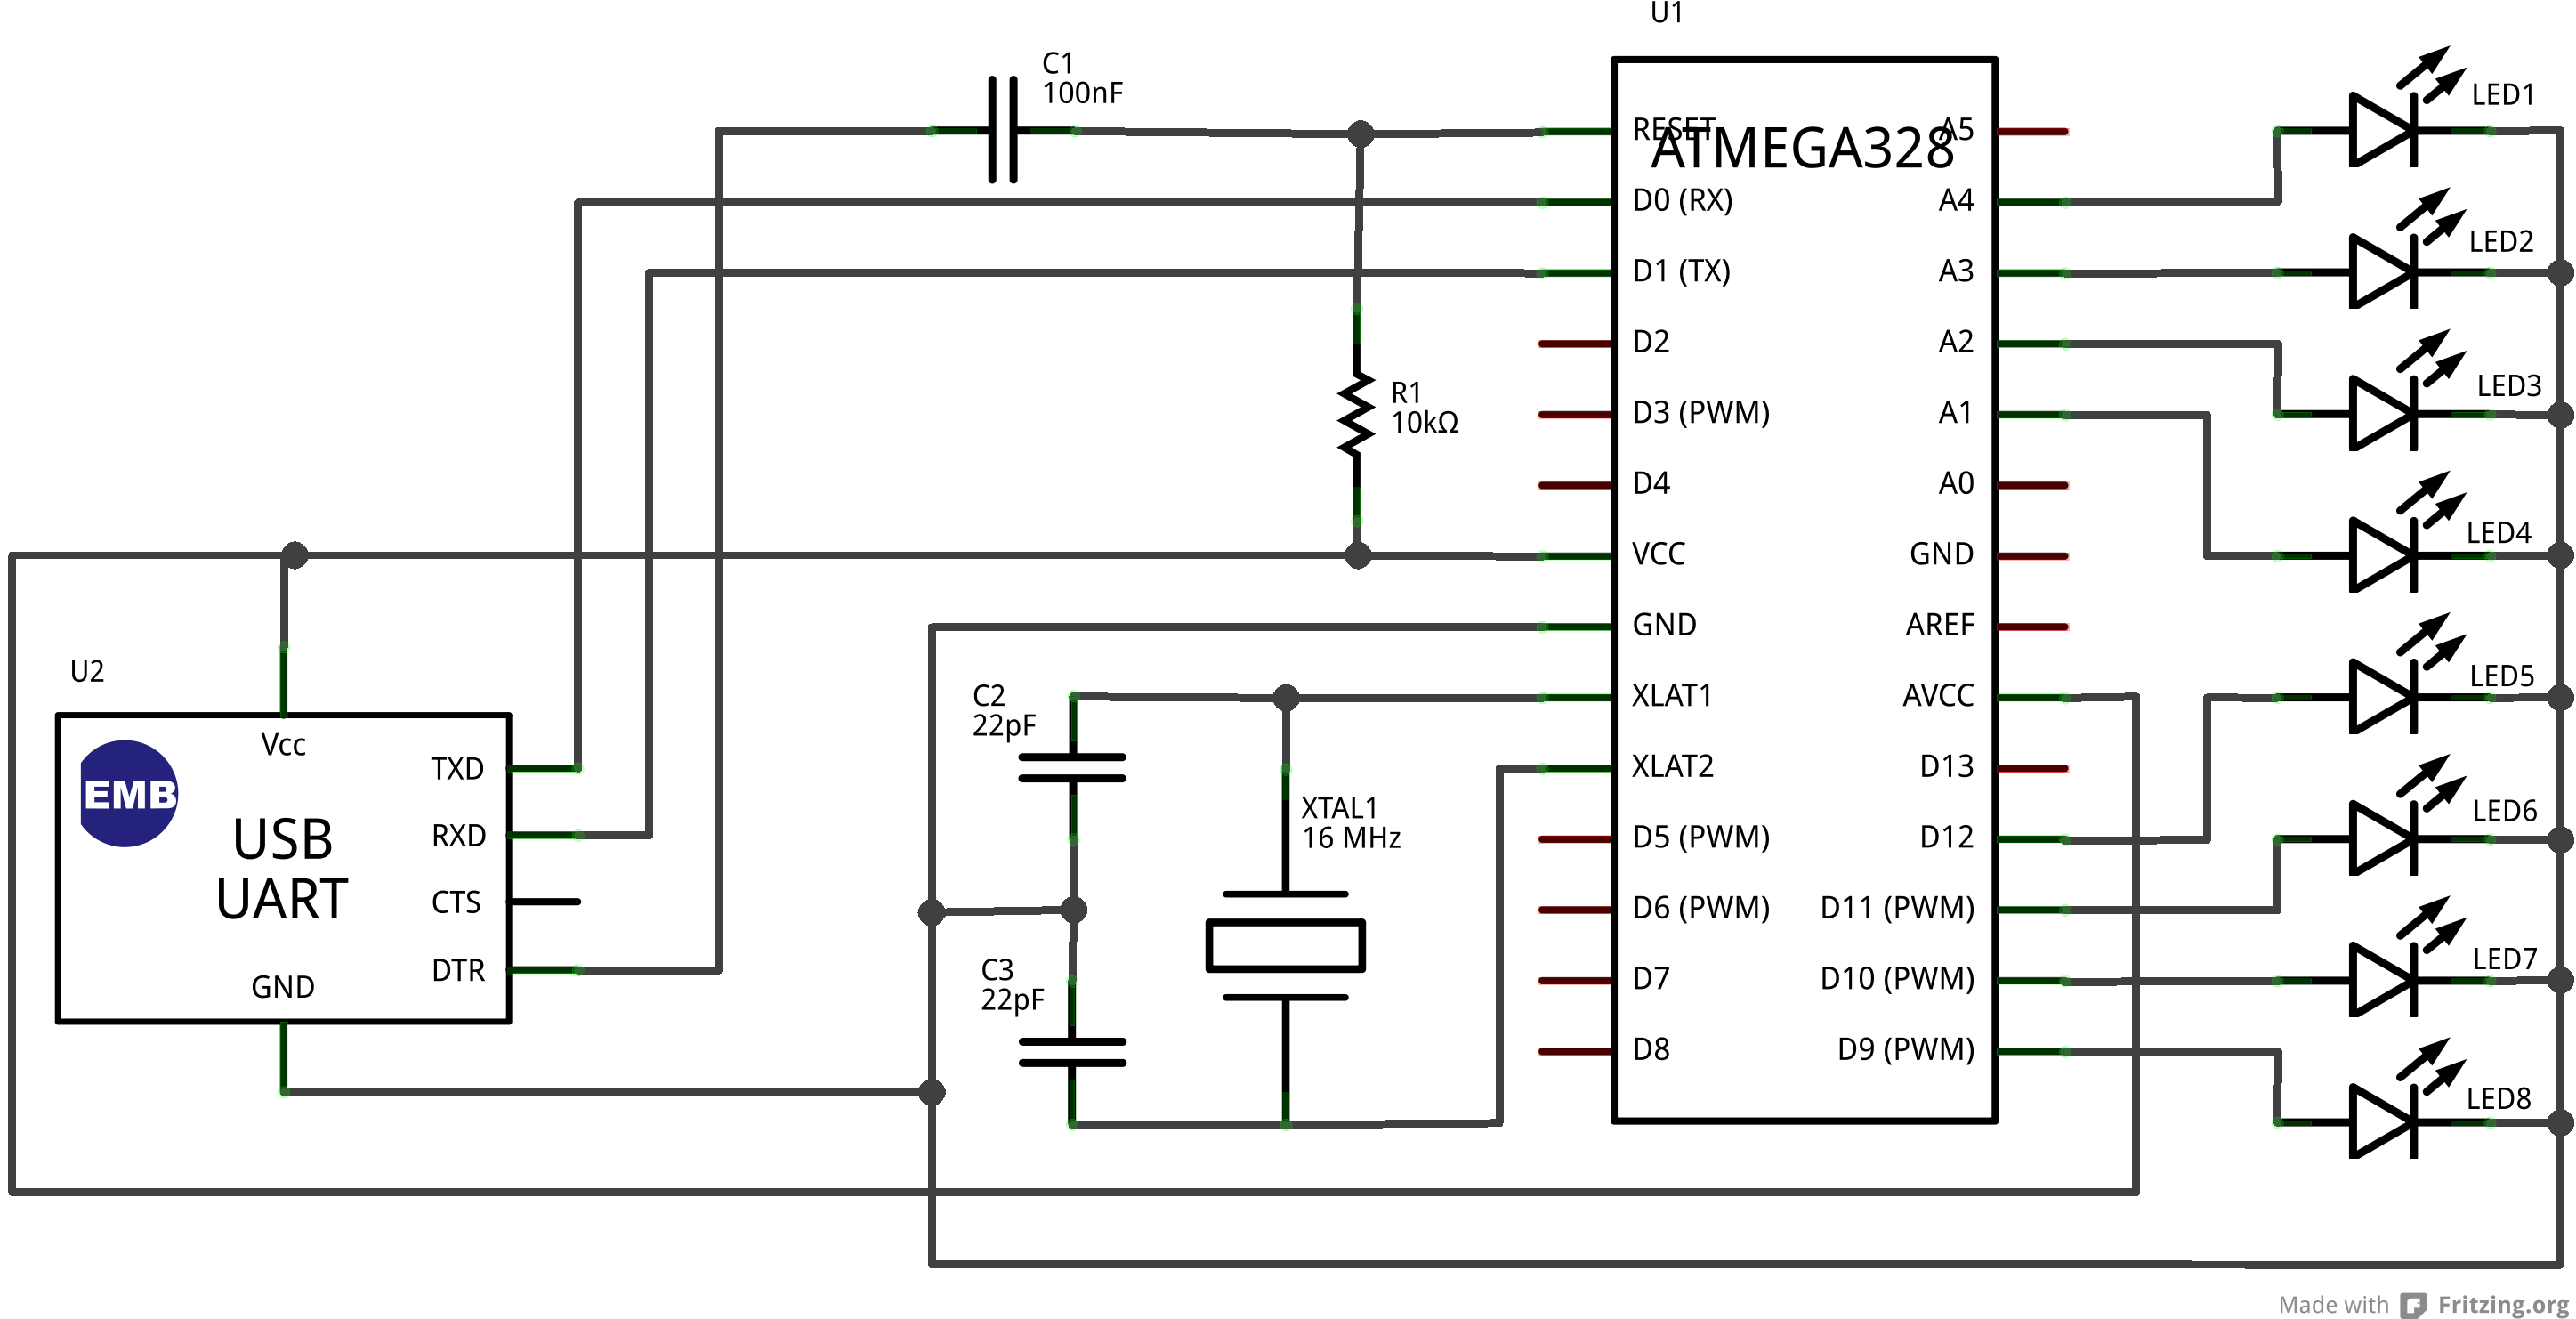 U1
C1
100nF
RESET
ATMEGA328
A5
LED1
D0 (RX)
A4
D1 (TX)
A3
LED2
D2
A2
LED3
R1
10kΩ
D3 (PWM)
A1
D4
A0
LED4
VCC
GND
GND
AREF
U2
C2
22pF
XLAT1
AVCC
LED5
Vcc
TXD
EMB
USB
UART
RXD
CTS
DTR
GND
XLAT2
D13
XTAL1
16 MHz
LED6
D5 (PWM)
D12
D6 (PWM)
D11 (PWM)
C3
22pF
D7
D10 (PWM)
LED7
D8
D9 (PWM)
LED8
Made with Fritzing.org